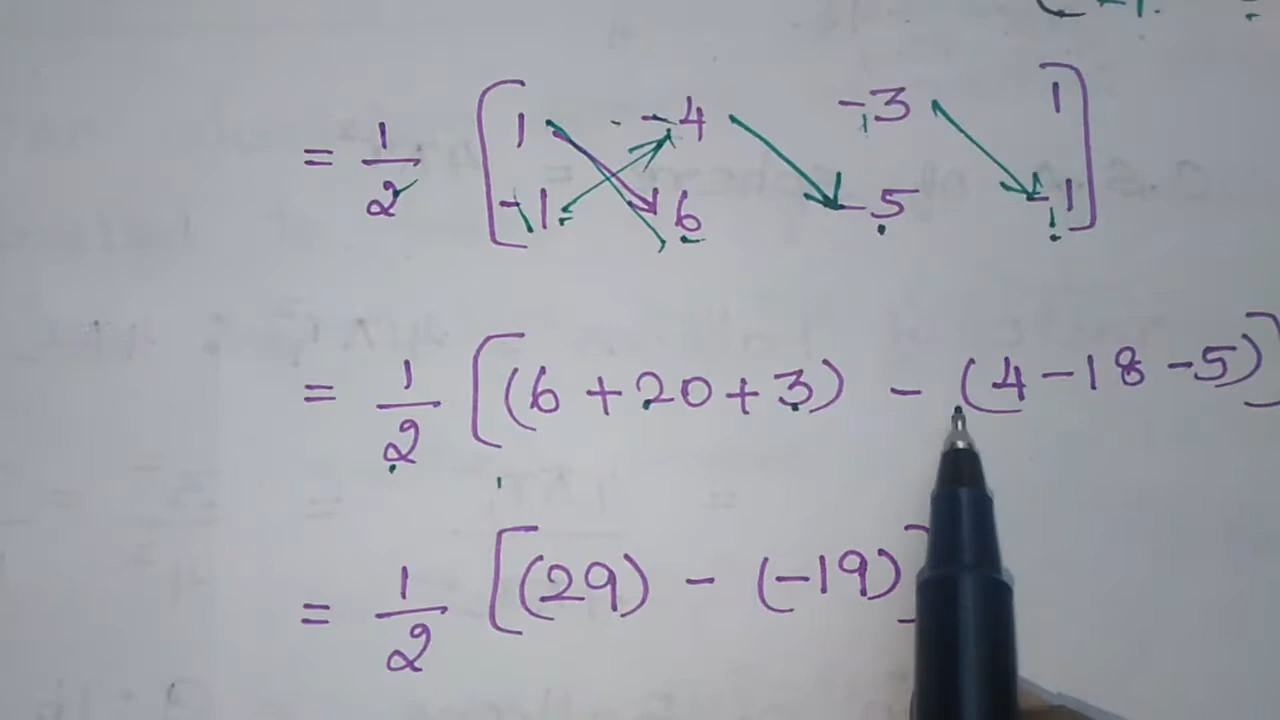 = 1/2 [ 1 -4 -3 1
-1 6 -5 -1 ]
= 1/2 [(6 + 20 + 3) - (4 - 18 - 5)]
= 1/2 [(29) - (-19)]